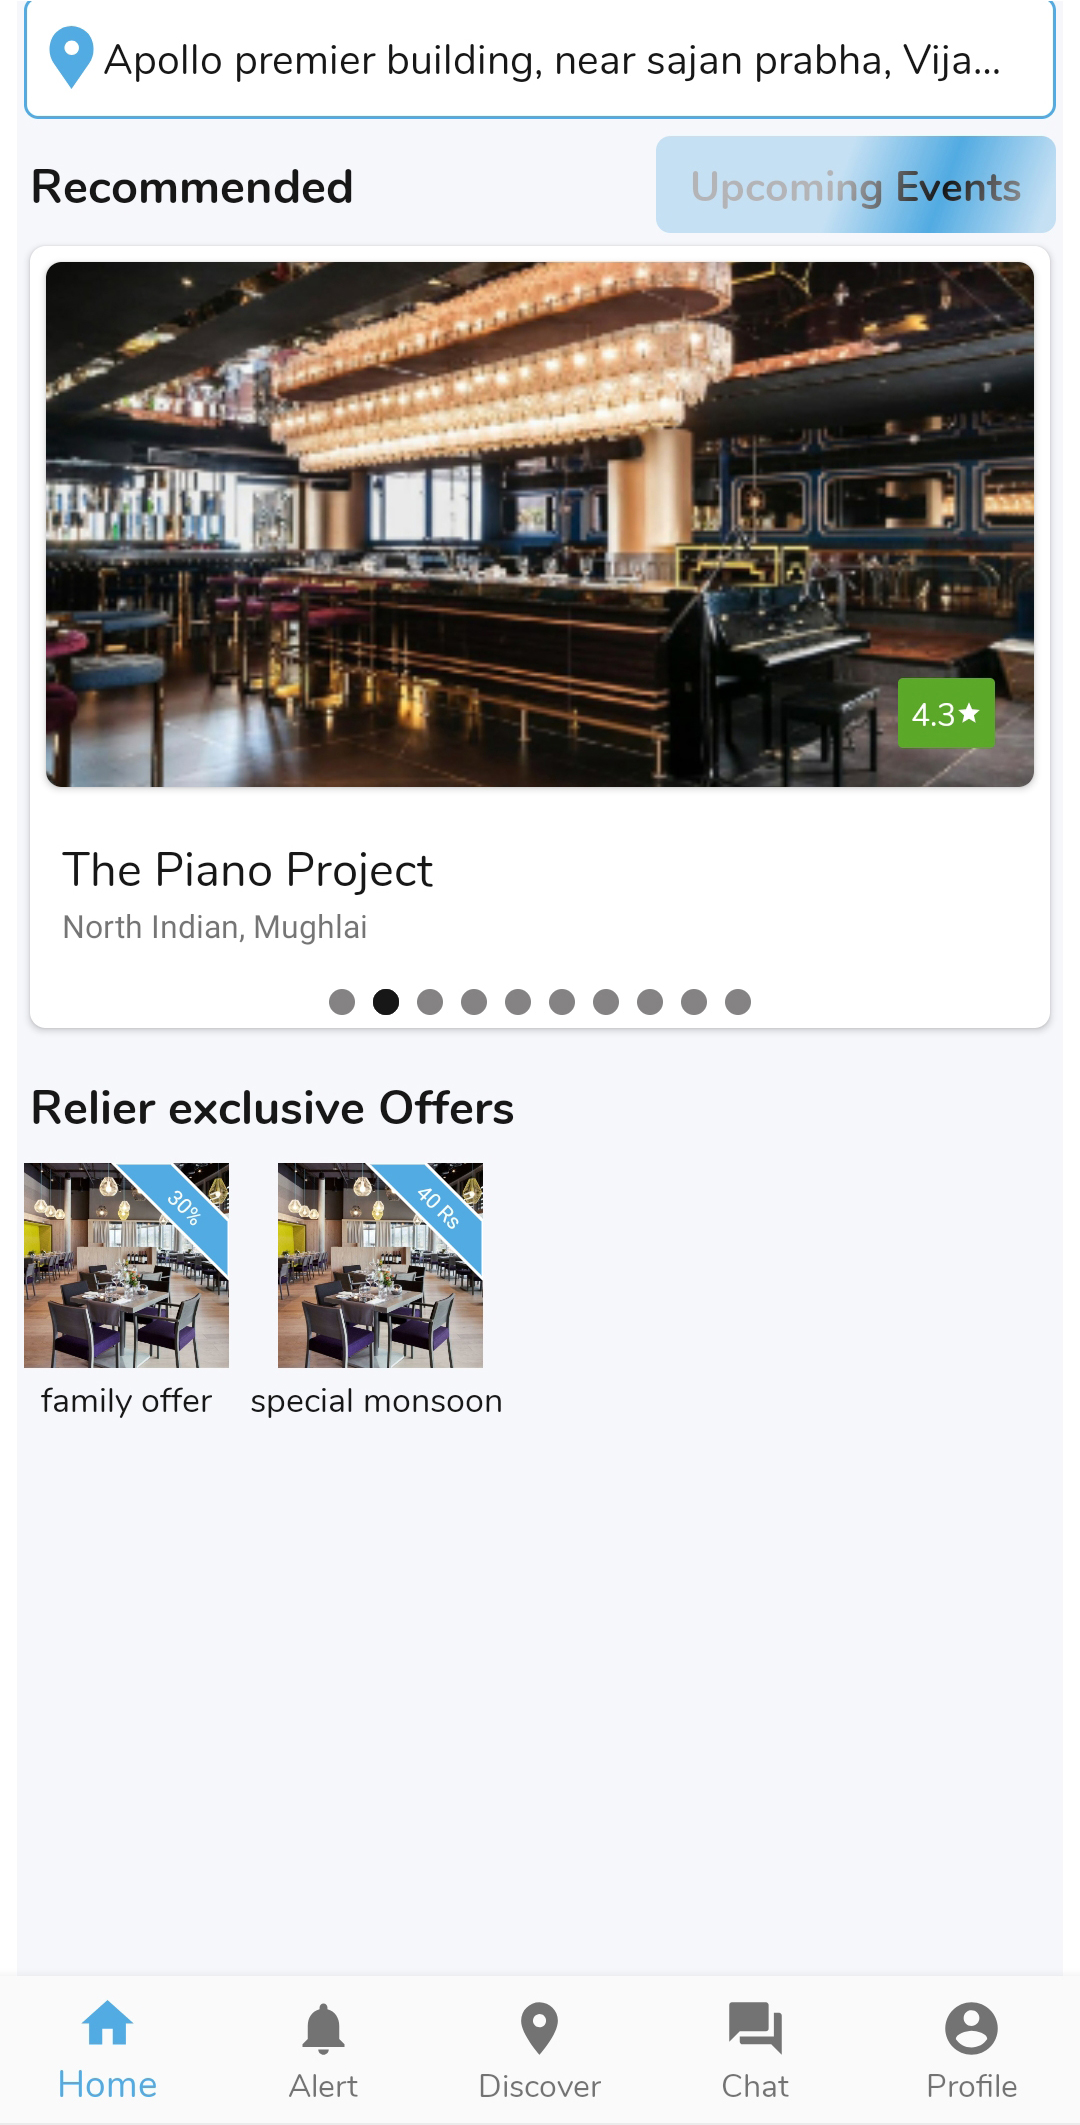 Apollo premier building, near sajan prabha, Vija...
Recommended
Upcoming Events
4.3★
The Piano Project
North Indian, Mughlai
Relier exclusive Offers
30%
40 Rs
family offer
special monsoon
Home
Alert
Discover
Chat
Profile